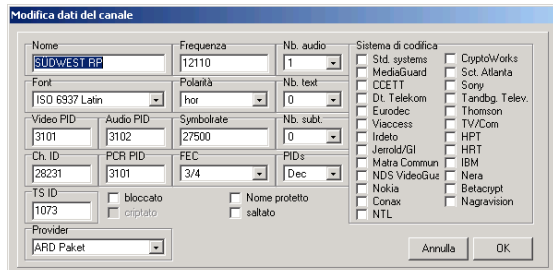 Modifica dati del canale
Nome
SÜDWEST RP
Frequenza
12110
Nb. audio
1
Font
ISO 6937 Latin
Polarità
hor
Nb. text
0
Video PID
3101
Audio PID
3102
Symbolrate
27500
Nb. subt.
0
Ch. ID
28231
PCR PID
3101
FEC
3/4
PIDs
Dec
TS ID
1073
bloccato
criptato
Nome protetto
saltato
Provider
ARD Paket
Sistema di codifica
Std. systems
MediaGuard
CCETT
Dt. Telekom
Eurodec
Viaccess
Irdeto
Jerrold/GI
Matra Commun
NDS VideoGua
Nokia
Conax
NTL
CryptoWorks
Sct. Atlanta
Sony
Tandbg. Telev.
Thomson
TV/Com
HPT
HRT
IBM
Nera
Betacrypt
Nagravision
Annulla
OK